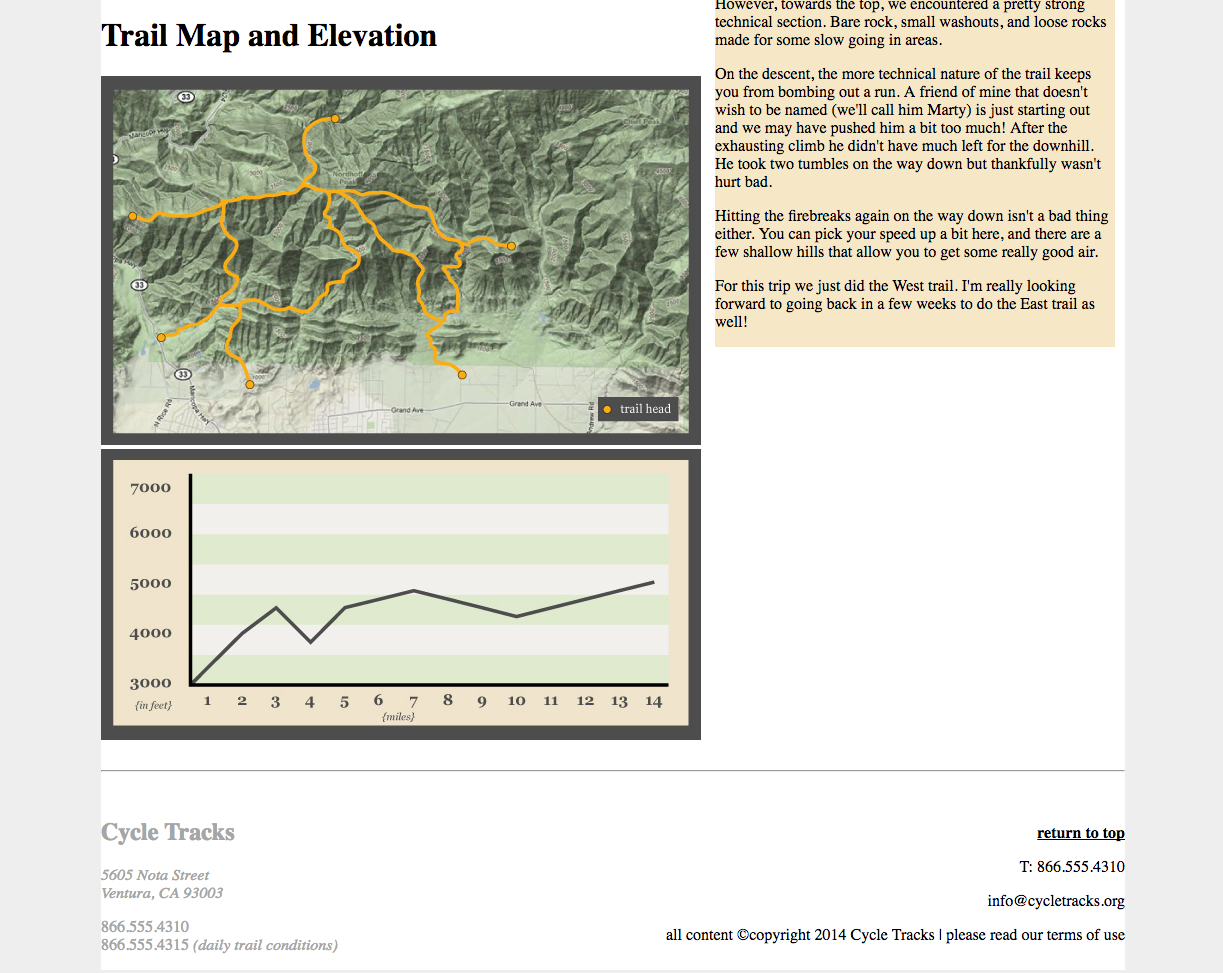 Trail Map and Elevation
33
Chief Peak
Nordhoff
Peak
33
33
Maricopa Hwy
N Rice Rd
Grand Ave
Grand Ave
trail head
7000
6000
5000
4000
3000
{in feet}
1 2 3 4 5 6 7 8 9 10 11 12 13 14
{miles}
However, towards the top, we encountered a pretty strong
technical section. Bare rock, small washouts, and loose rocks
made for some slow going in areas.
On the descent, the more technical nature of the trail keeps
you from bombing out a run. A friend of mine that doesn't
wish to be named (we'll call him Marty) is just starting out
and we may have pushed him a bit too much! After the
exhausting climb he didn't have much left for the downhill.
He took two tumbles on the way down but thankfully wasn't
hurt bad.
Hitting the firebreaks again on the way down isn't a bad thing
either. You can pick your speed up a bit here, and there are a
few shallow hills that allow you to get some really good air.
For this trip we just did the West trail. I'm really looking
forward to going back in a few weeks to do the East trail as
well!
Cycle Tracks
5605 Nota Street
Ventura, CA 93003
866.555.4310
866.555.4315 (daily trail conditions)
return to top
T: 866.555.4310
info@cycletracks.org
all content ©copyright 2014 Cycle Tracks | please read our terms of use